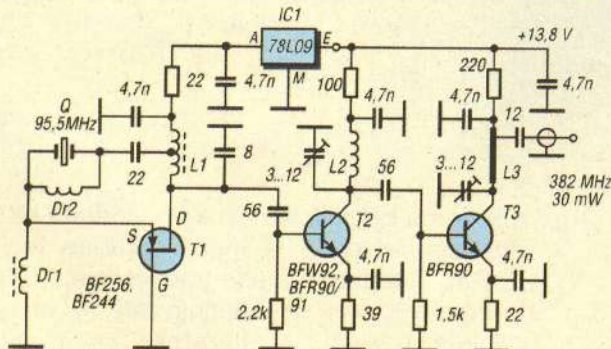 IC1
A 78L09 E
M
+13,8 V
22
4,7n
100
4,7n
220
4,7n
4,7n
4,7n
Q
95,5MHz
22
L1
8
3...12
L2
56
3...12
L3
12
382 MHz
30 mW
Dr2
56
T2
T3
D
S
T1
G
Dr1
BF256,
BF244
BFW92,
BFR90/
91
4,7n
BFR90
4,7n
2,2k
39
1,5k
22